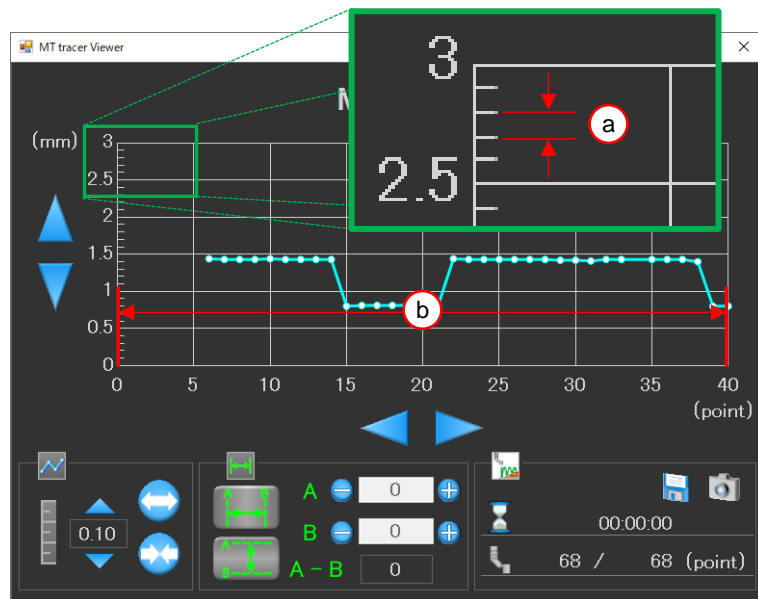 MT tracer Viewer
M
(mm)
3
2.5
2
1.5
1
0.5
0
3
2.5
a
b
0 5 10 15 20 25 30 35 40
(point)
0.10
A B
A 0
A
B
B 0
A - B 0
00:00:00
68 / 68 (point)